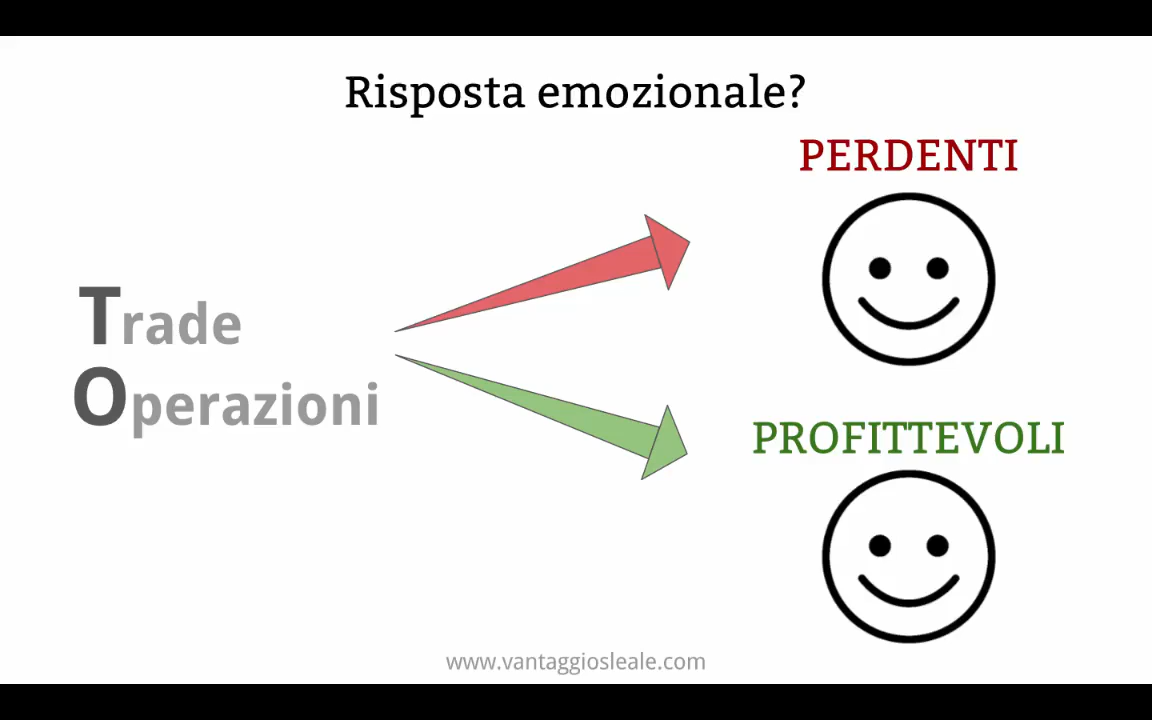 Risposta emozionale?
PERDENTI
Trade
Operazioni
PROFITTEVOLI
www.vantaggiosleale.com